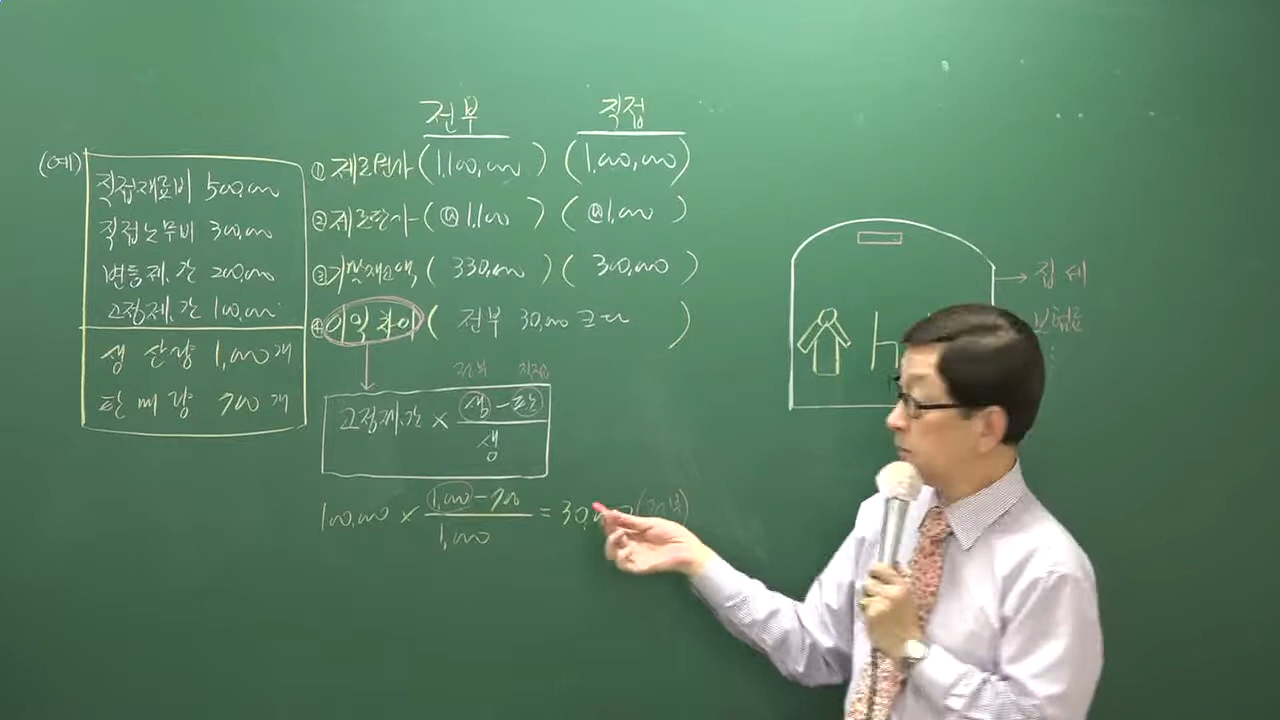 전부 직접
(예)
직접재료비 500,000
직접노무비 300,000
변동제.간 200,000
고정제.간 100,000
생산량 1,000개
판매량 700개
① 제조원가 (1,100,000) (1,000,000)
② 제조단가 (@1,100) (@1,000)
③ 기말재고액 (330,000) (300,000)
④ 이익차이 (전부 30,000 크다)
전부 직접
고정제.간 × 생-판
생
100,000 × 1,000-700
1,000
= 30,000 (전부)
집세
보험료